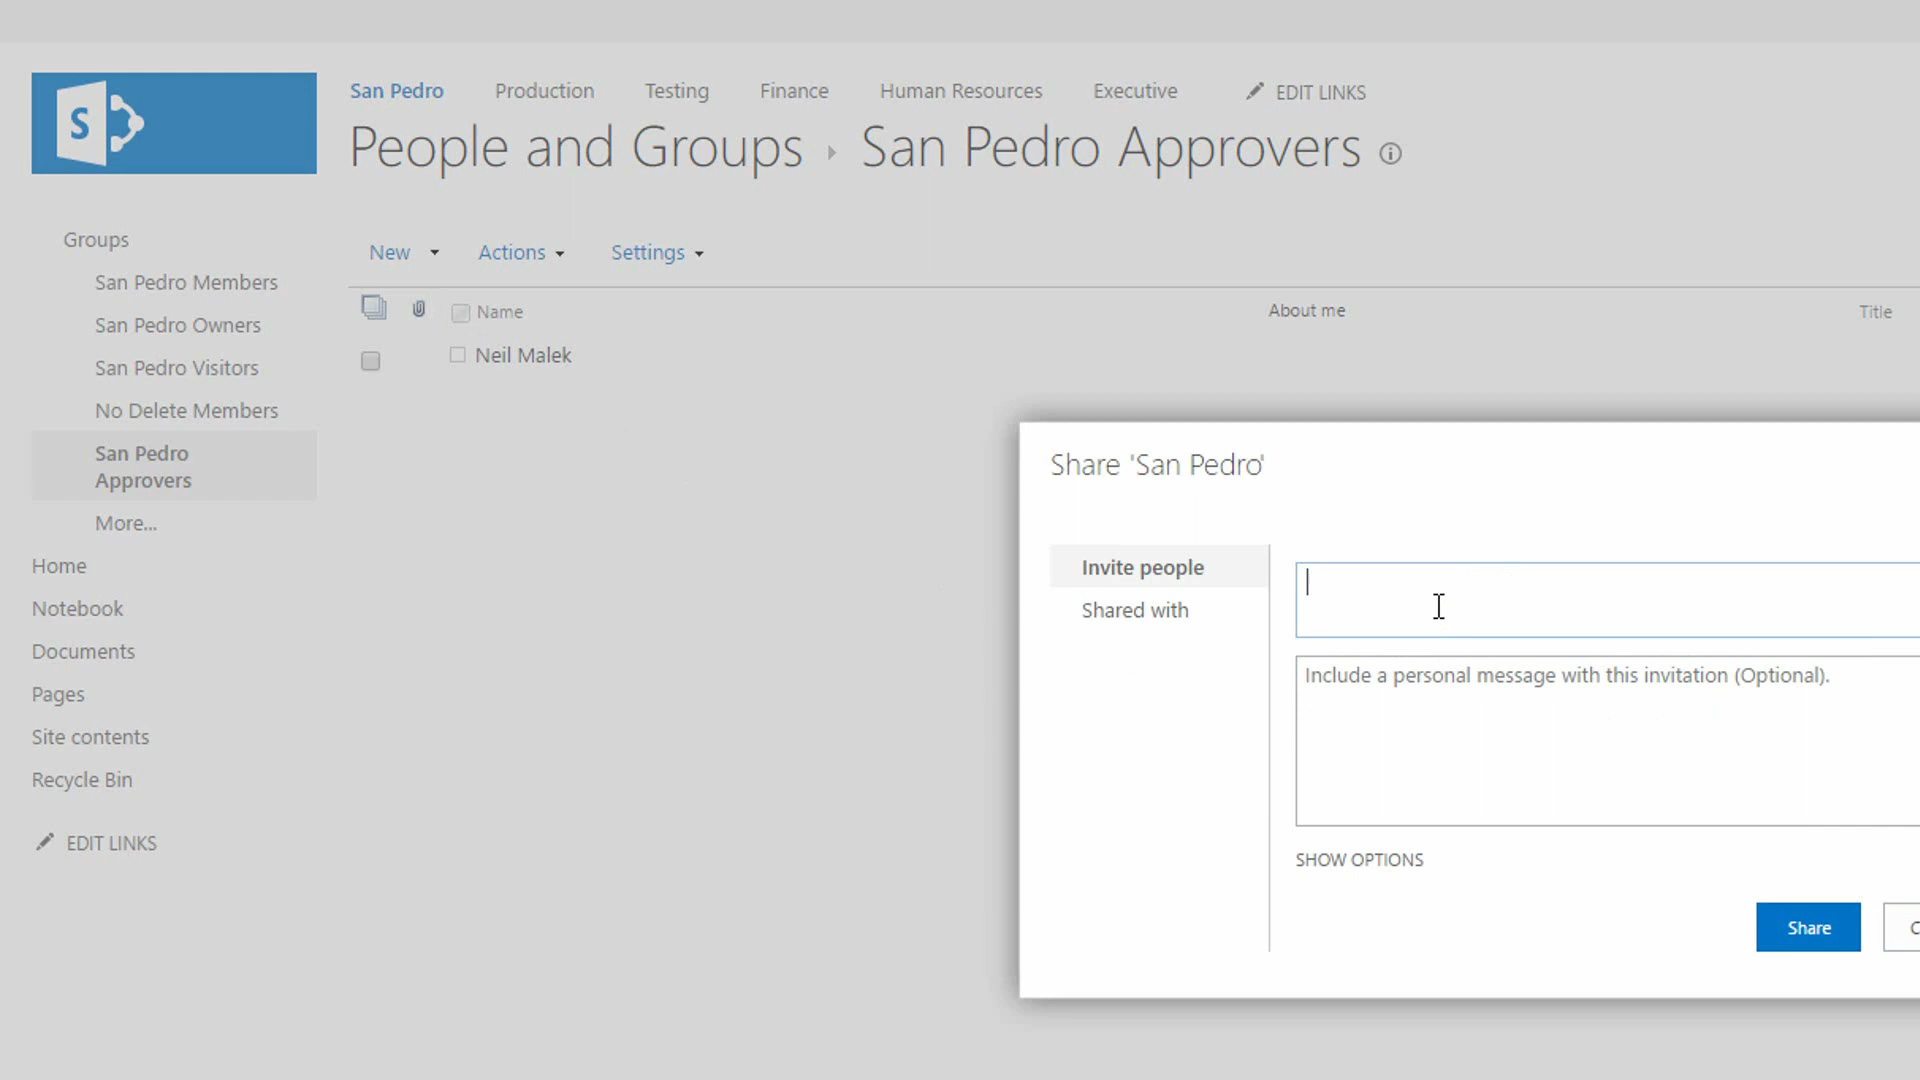 S
San Pedro Production Testing Finance Human Resources Executive EDIT LINKS
People and Groups ▸ San Pedro Approvers
Groups
San Pedro Members
San Pedro Owners
San Pedro Visitors
No Delete Members
San Pedro
Approvers
More...
Home
Notebook
Documents
Pages
Site contents
Recycle Bin
EDIT LINKS
New Actions Settings
Name About me Title
Neil Malek
Share 'San Pedro'
Invite people
Shared with
Include a personal message with this invitation (Optional).
SHOW OPTIONS
Share